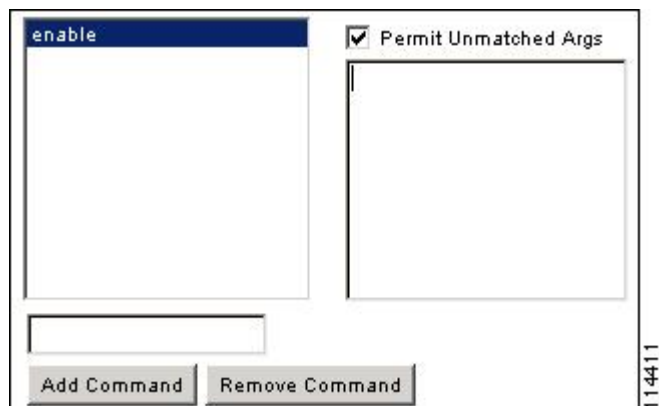 enable
Permit Unmatched Args
Add Command
Remove Command
114411